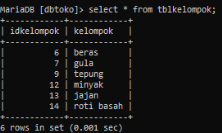 MariaDB [dbtoko]> select * from tblkelompok;
+------------+------------+
| idkelompok | kelompok   |
+------------+------------+
|          6 | beras      |
|          7 | gula       |
|          9 | tepung     |
|         12 | minyak     |
|         13 | jajan      |
|         14 | roti basah |
+------------+------------+
6 rows in set (0.001 sec)